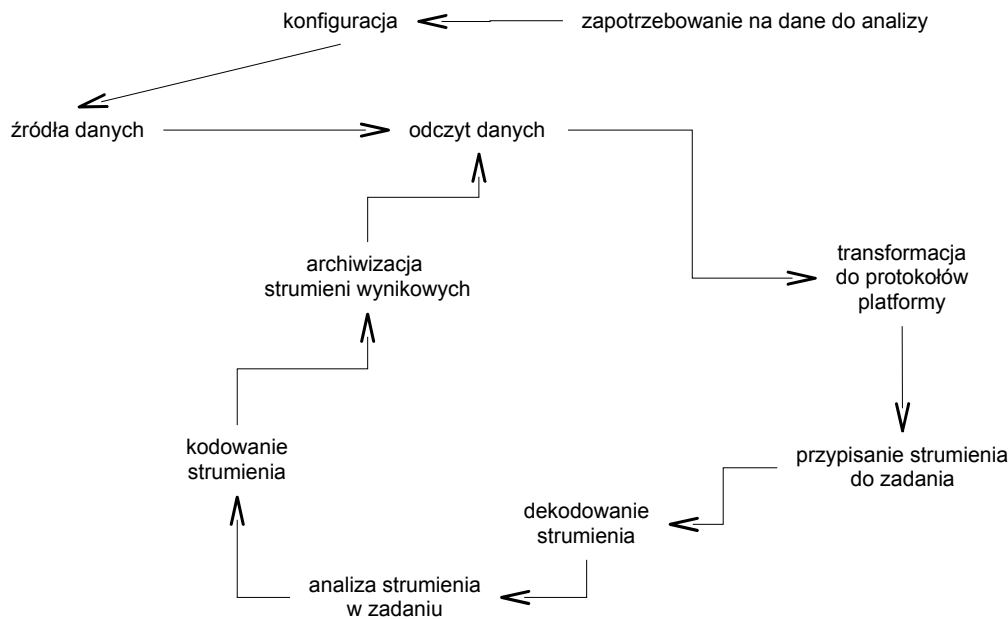 konfiguracja
zapotrzebowanie na dane do analizy
źródła danych
odczyt danych
archiwizacja
strumieni wynikowych
transformacja
do protokołów
platformy
kodowanie
strumienia
przypisanie strumienia
do zadania
dekodowanie
strumienia
analiza strumienia
w zadaniu